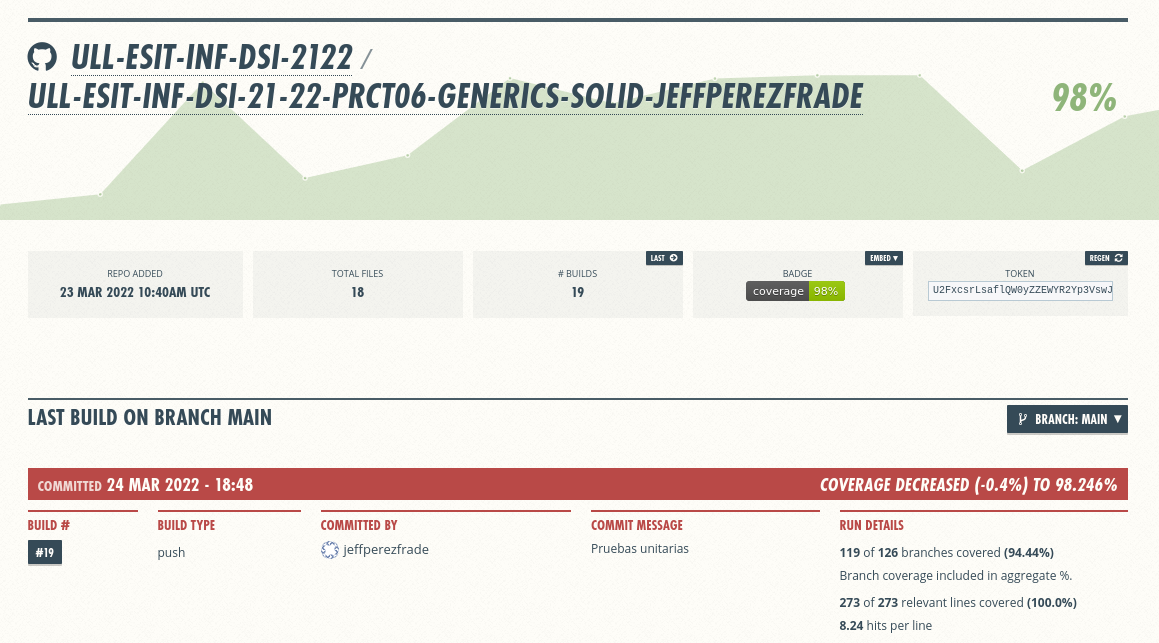 ULL-ESIT-INF-DSI-2122 /
ULL-ESIT-INF-DSI-21-22-PRCT06-GENERICS-SOLID-JEFFPEREZFRADE
98%
REPO ADDED
23 MAR 2022 10:40AM UTC
TOTAL FILES
18
LAST
# BUILDS
19
EMBED ▾
BADGE
coverage 98%
REGEN
TOKEN
U2FxcsrLsaflQW0yZZEWYR2Yp3VswJ
LAST BUILD ON BRANCH MAIN
BRANCH: MAIN ▼
COMMITTED 24 MAR 2022 - 18:48
COVERAGE DECREASED (-0.4%) TO 98.246%
BUILD #
#19
BUILD TYPE
push
COMMITTED BY
jeffperezfrade
COMMIT MESSAGE
Pruebas unitarias
RUN DETAILS
119 of 126 branches covered (94.44%)
Branch coverage included in aggregate %.
273 of 273 relevant lines covered (100.0%)
8.24 hits per line